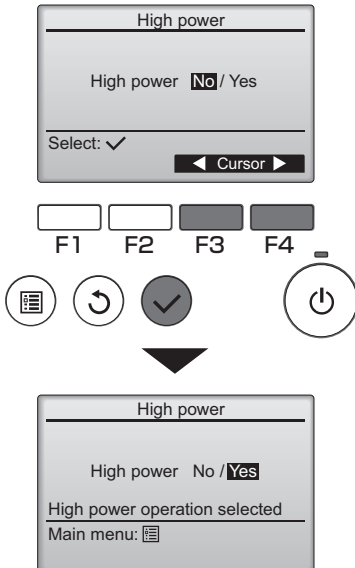 High power
High power No / Yes
Select:
Cursor
F1 F2 F3 F4
High power
High power No / Yes
High power operation selected
Main menu: